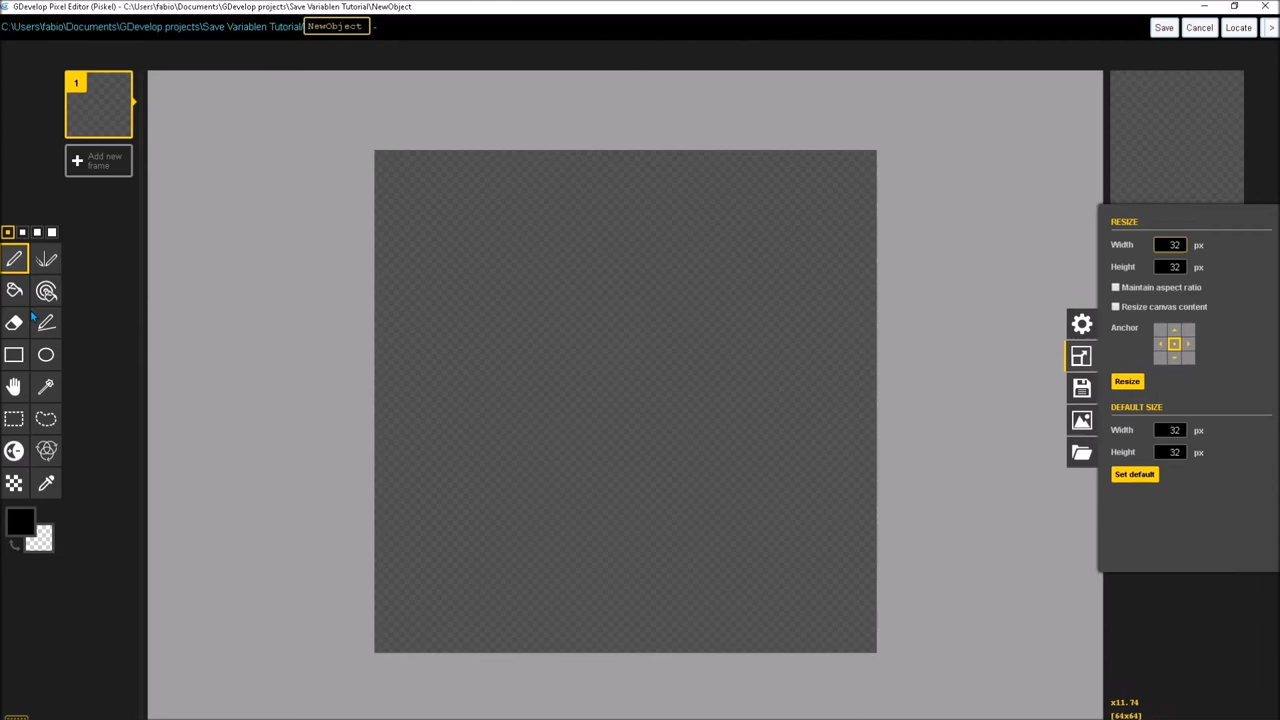 GDevelop Pixel Editor (Piskel) - C:\Users\fabio\Documents\GDevelop projects\Save Variablen Tutorial\NewObject
C:\Users\fabio\Documents\GDevelop projects\Save Variablen Tutorial/ NewObject
Save Cancel Locate >
1
Add new
frame
RESIZE
Width 32 px
Height 32 px
Maintain aspect ratio
Resize canvas content
Anchor
Resize
DEFAULT SIZE
Width 32 px
Height 32 px
Set default
x11.74
[64x64]